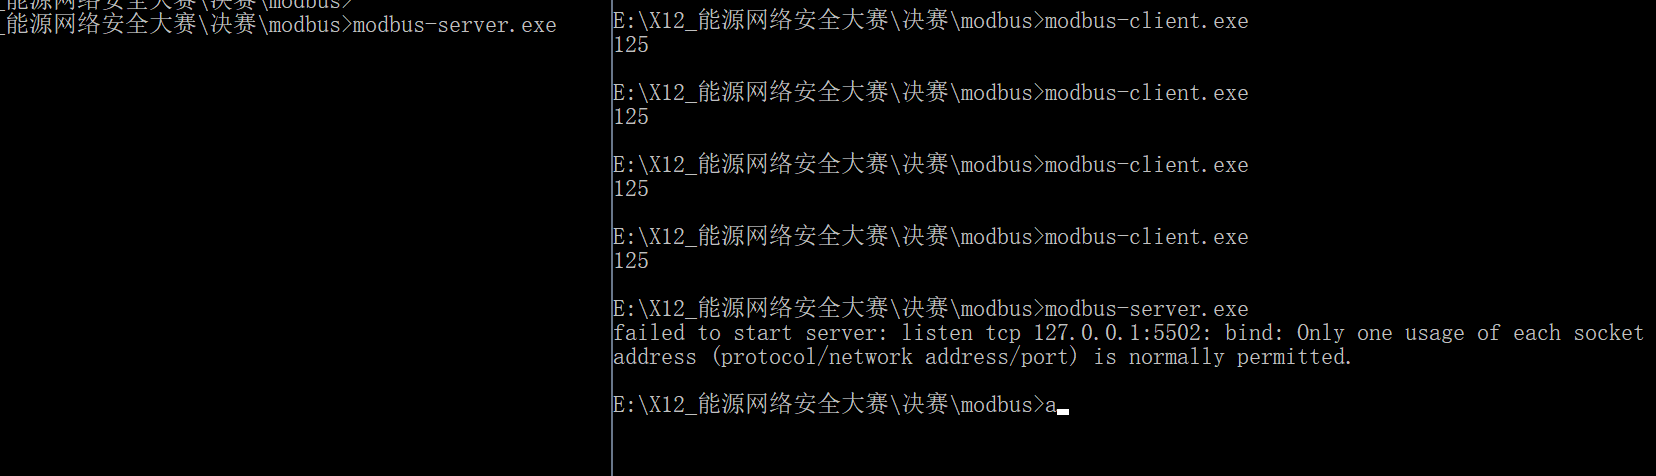 _能源网络安全大赛\决赛\modbus>
_能源网络安全大赛\决赛\modbus>modbus-server.exe
E:\X12_能源网络安全大赛\决赛\modbus>modbus-client.exe
125
E:\X12_能源网络安全大赛\决赛\modbus>modbus-client.exe
125
E:\X12_能源网络安全大赛\决赛\modbus>modbus-client.exe
125
E:\X12_能源网络安全大赛\决赛\modbus>modbus-client.exe
125
E:\X12_能源网络安全大赛\决赛\modbus>modbus-server.exe
failed to start server: listen tcp 127.0.0.1:5502: bind: Only one usage of each socket
address (protocol/network address/port) is normally permitted.
E:\X12_能源网络安全大赛\决赛\modbus>a